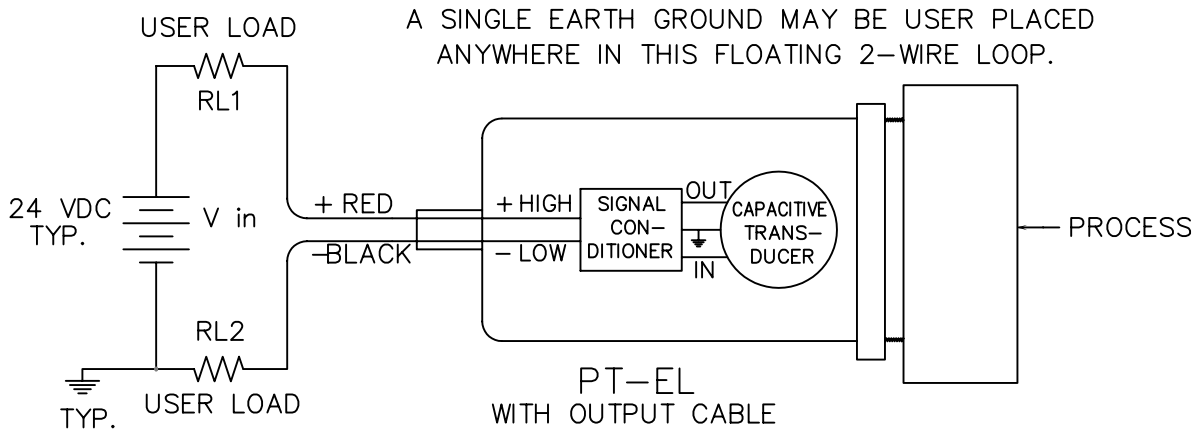 A SINGLE EARTH GROUND MAY BE USER PLACED
ANYWHERE IN THIS FLOATING 2-WIRE LOOP.
USER LOAD
RL1
24 VDC
TYP.
V in
+ RED
-BLACK
+ HIGH
- LOW
SIGNAL
CON-
DITIONER
OUT
IN
CAPACITIVE
TRANS-
DUCER
PROCESS
RL2
USER LOAD
TYP.
PT-EL
WITH OUTPUT CABLE